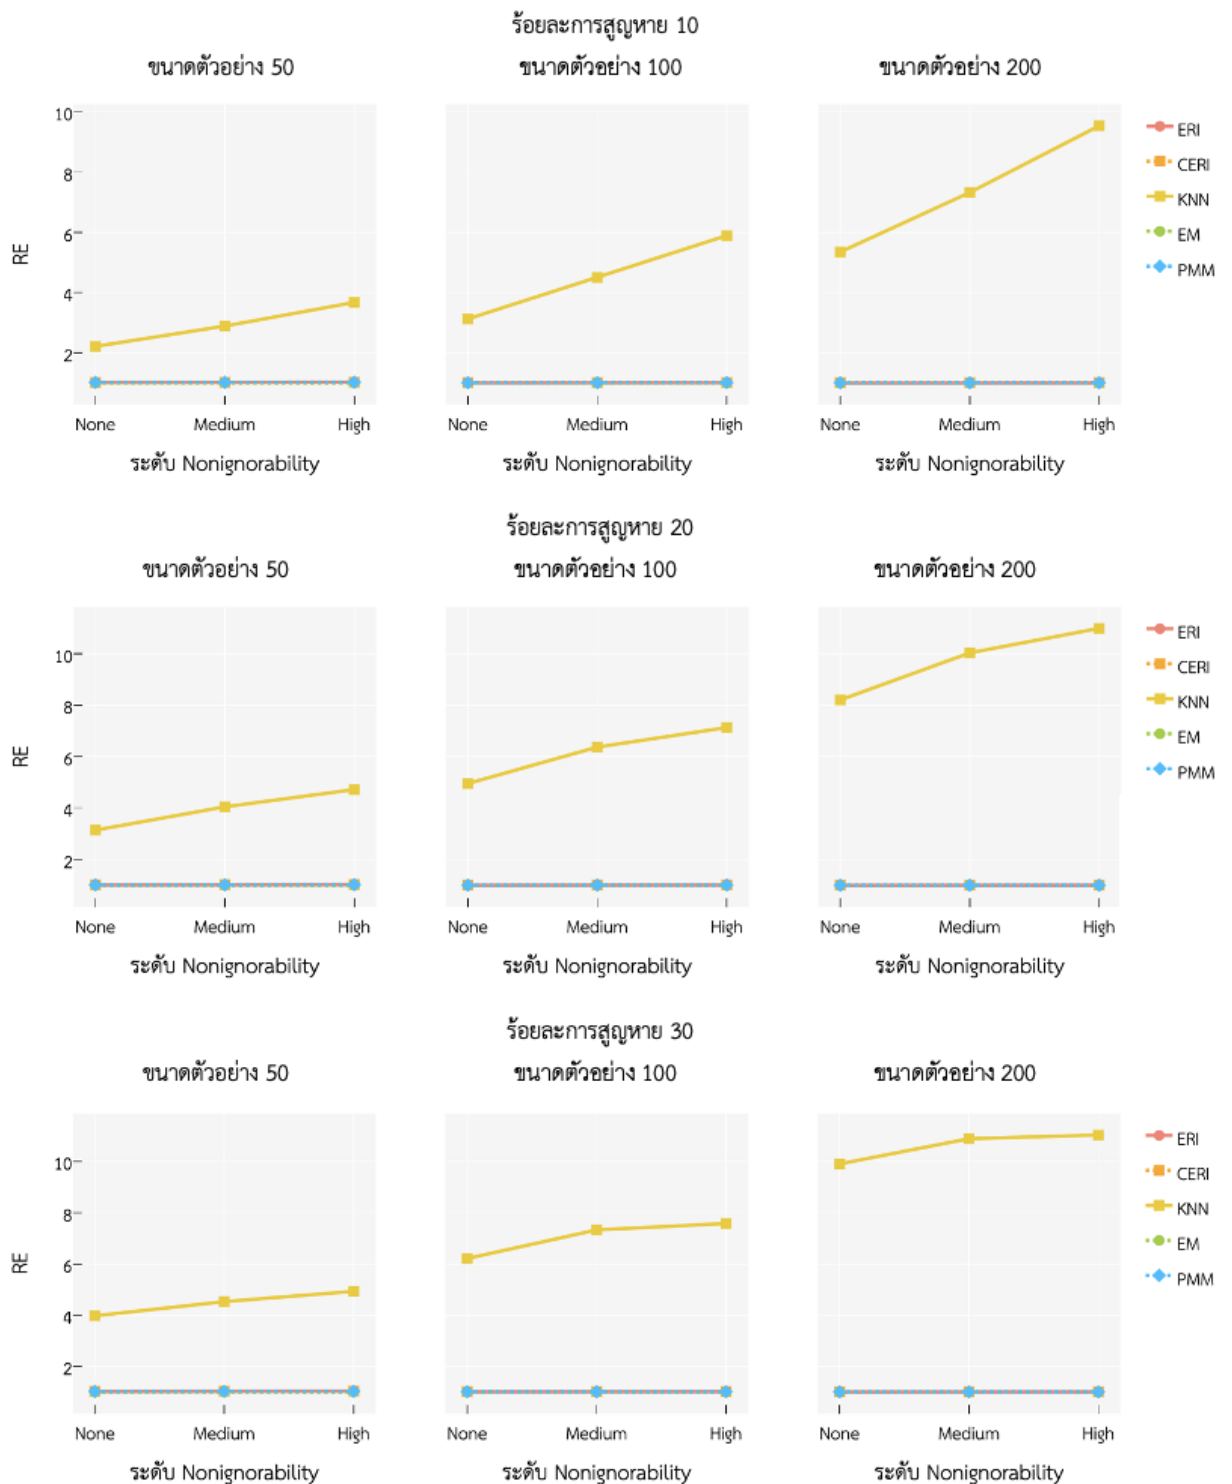 ร้อยละการสูญหาย 10
ขนาดตัวอย่าง 50
ขนาดตัวอย่าง 100
ขนาดตัวอย่าง 200
RE
10
8
6
4
2
None Medium High
None Medium High
None Medium High
ระดับ Nonignorability
ระดับ Nonignorability
ระดับ Nonignorability
ERI
CERI
KNN
EM
PMM
ร้อยละการสูญหาย 20
ขนาดตัวอย่าง 50
ขนาดตัวอย่าง 100
ขนาดตัวอย่าง 200
RE
10
8
6
4
2
None Medium High
None Medium High
None Medium High
ระดับ Nonignorability
ระดับ Nonignorability
ระดับ Nonignorability
ERI
CERI
KNN
EM
PMM
ร้อยละการสูญหาย 30
ขนาดตัวอย่าง 50
ขนาดตัวอย่าง 100
ขนาดตัวอย่าง 200
RE
10
8
6
4
2
None Medium High
None Medium High
None Medium High
ระดับ Nonignorability
ระดับ Nonignorability
ระดับ Nonignorability
ERI
CERI
KNN
EM
PMM